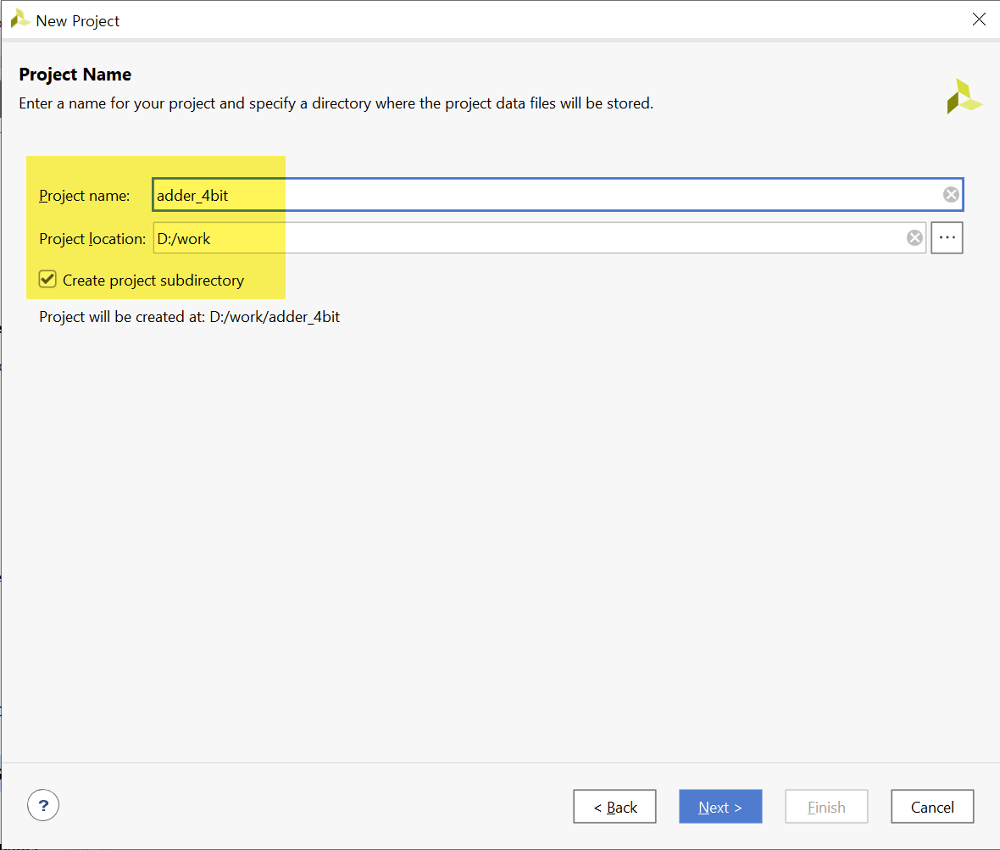 New Project
Project Name
Enter a name for your project and specify a directory where the project data files will be stored.
Project name: adder_4bit
Project location: D:/work ...
Create project subdirectory
Project will be created at: D:/work/adder_4bit
? < Back Next > Finish Cancel